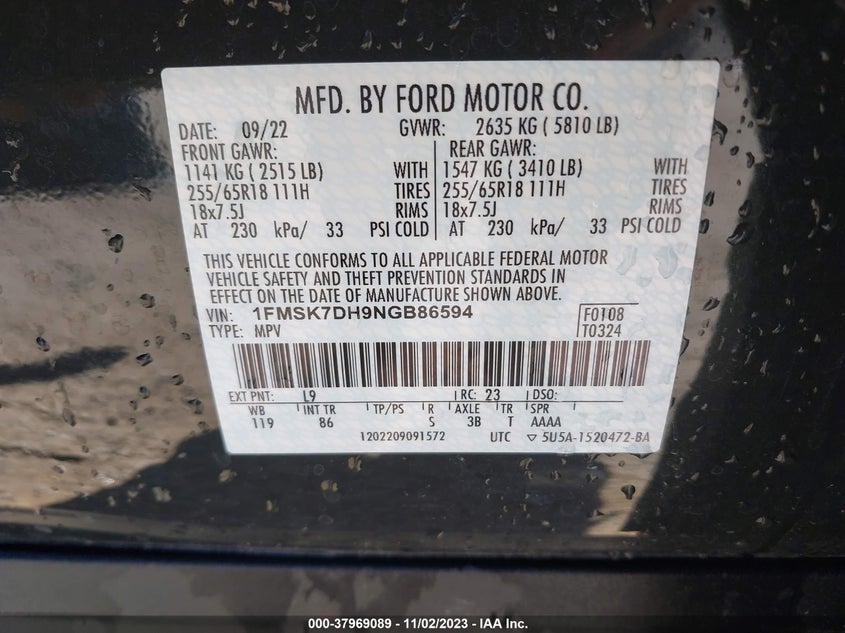 MFD. BY FORD MOTOR CO.
DATE: 09/22 GVWR: 2635 KG ( 5810 LB)
FRONT GAWR: REAR GAWR:
1141 KG ( 2515 LB) WITH 1547 KG ( 3410 LB) WITH
255/65R18 111H TIRES 255/65R18 111H TIRES
18x7.5J RIMS 18x7.5J RIMS
AT 230 kPa/ 33 PSI COLD AT 230 kPa/ 33 PSI COLD
THIS VEHICLE CONFORMS TO ALL APPLICABLE FEDERAL MOTOR
VEHICLE SAFETY AND THEFT PREVENTION STANDARDS IN
EFFECT ON THE DATE OF MANUFACTURE SHOWN ABOVE.
VIN: 1FMSK7DH9NGB86594 F0108
TYPE: MPV T0324
EXT PNT: L9 RC: 23 DSO:
WB INT TR TP/PS R AXLE TR SPR
119 86 S 3B T AAAA
1202209091572 UTC ▽ 5U5A-1520472-BA
000-37969089 - 11/02/2023 - IAA Inc.